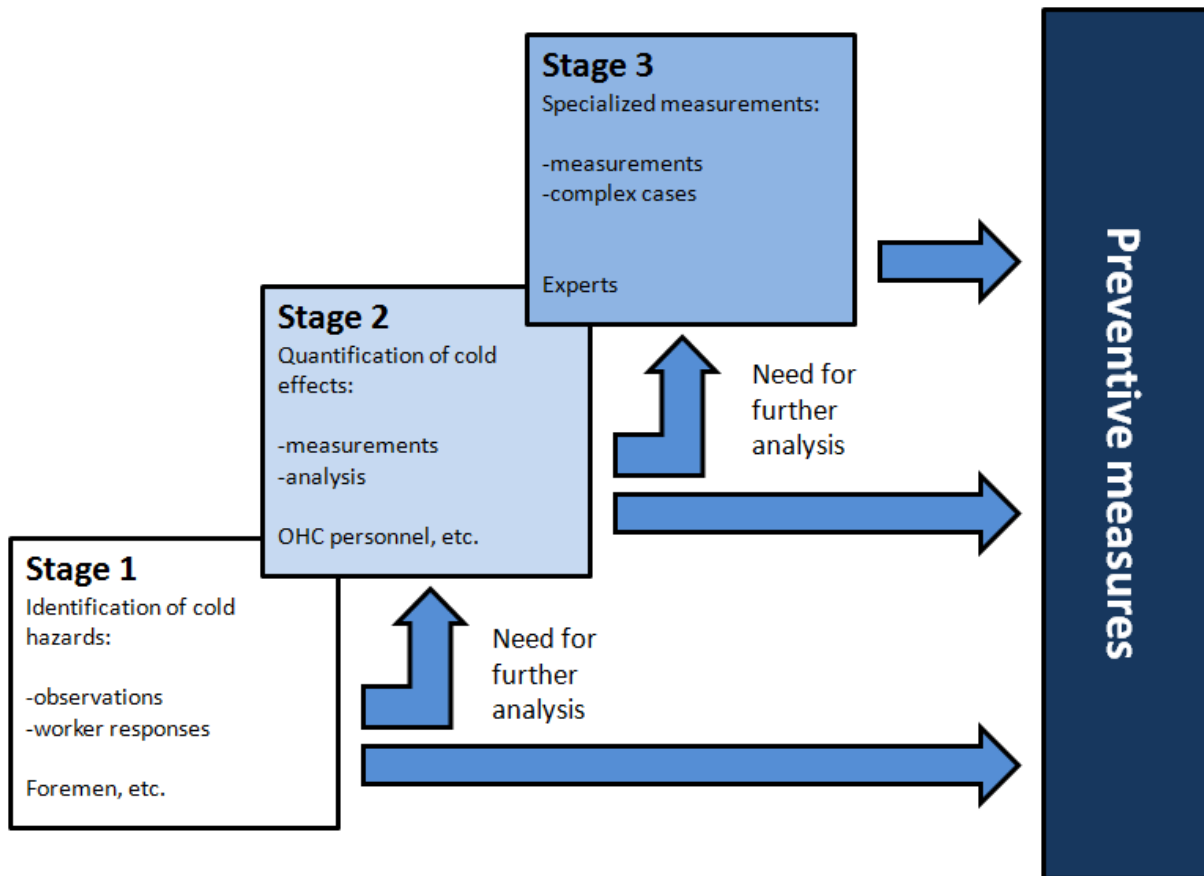 Stage 3
Specialized measurements:
-measurements
-complex cases
Experts
Stage 2
Quantification of cold
effects:
-measurements
-analysis
OHC personnel, etc.
Need for
further
analysis
Stage 1
Identification of cold
hazards:
-observations
-worker responses
Foremen, etc.
Need for
further
analysis
Preventive measures